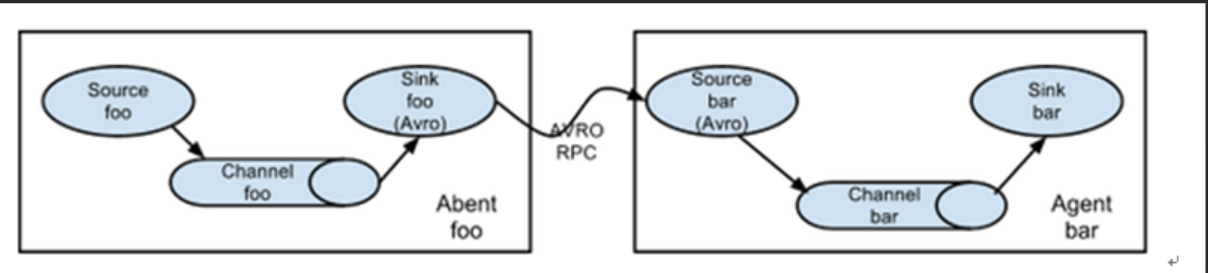 Source
foo
Channel
foo
Sink
foo
(Avro)
Abent
foo
AVRO
RPC
Source
bar
(Avro)
Channel
bar
Sink
bar
Agent
bar